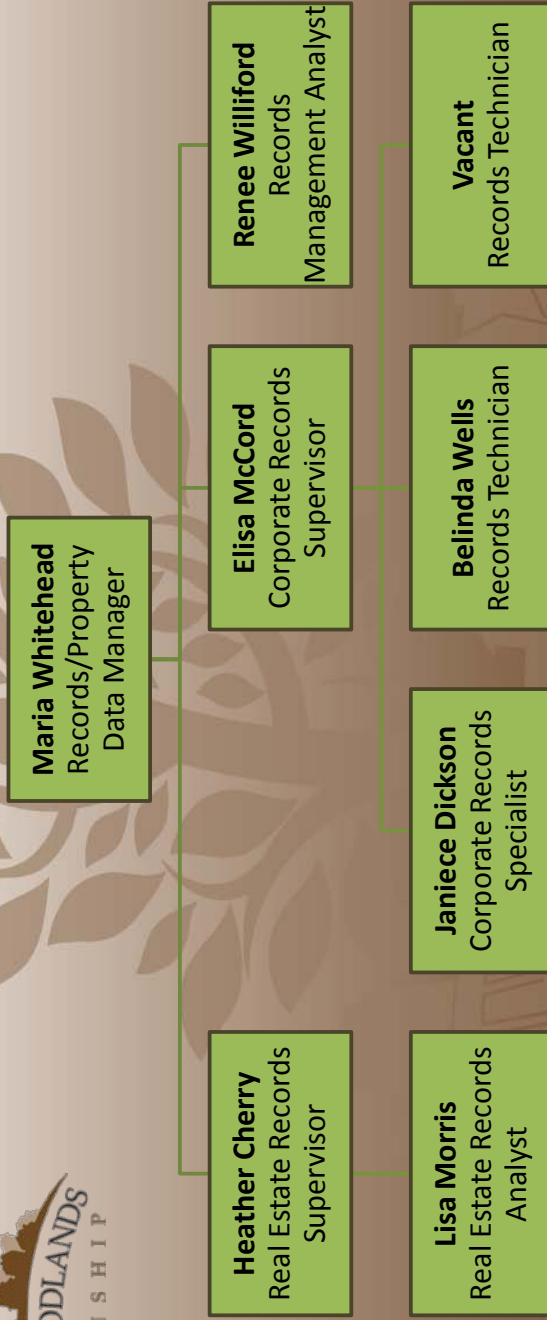 Maria Whitehead
Records/Property
Data Manager
Heather Cherry
Real Estate Records
Supervisor
Elisa McCord
Corporate Records
Supervisor
Renee Williford
Records
Management Analyst
Lisa Morris
Real Estate Records
Analyst
Janiece Dickson
Corporate Records
Specialist
Belinda Wells
Records Technician
Vacant
Records Technician